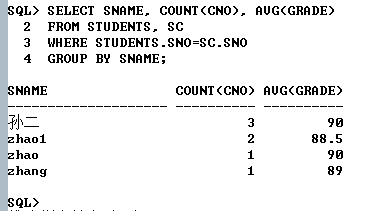 SQL> SELECT SNAME, COUNT(CNO), AVG(GRADE)
2 FROM STUDENTS, SC
3 WHERE STUDENTS.SNO=SC.SNO
4 GROUP BY SNAME;
SNAME COUNT(CNO) AVG(GRADE)
-------------------- ---------- ----------
孙二 3 90
zhao1 2 88.5
zhao 1 90
zhang 1 89
SQL>